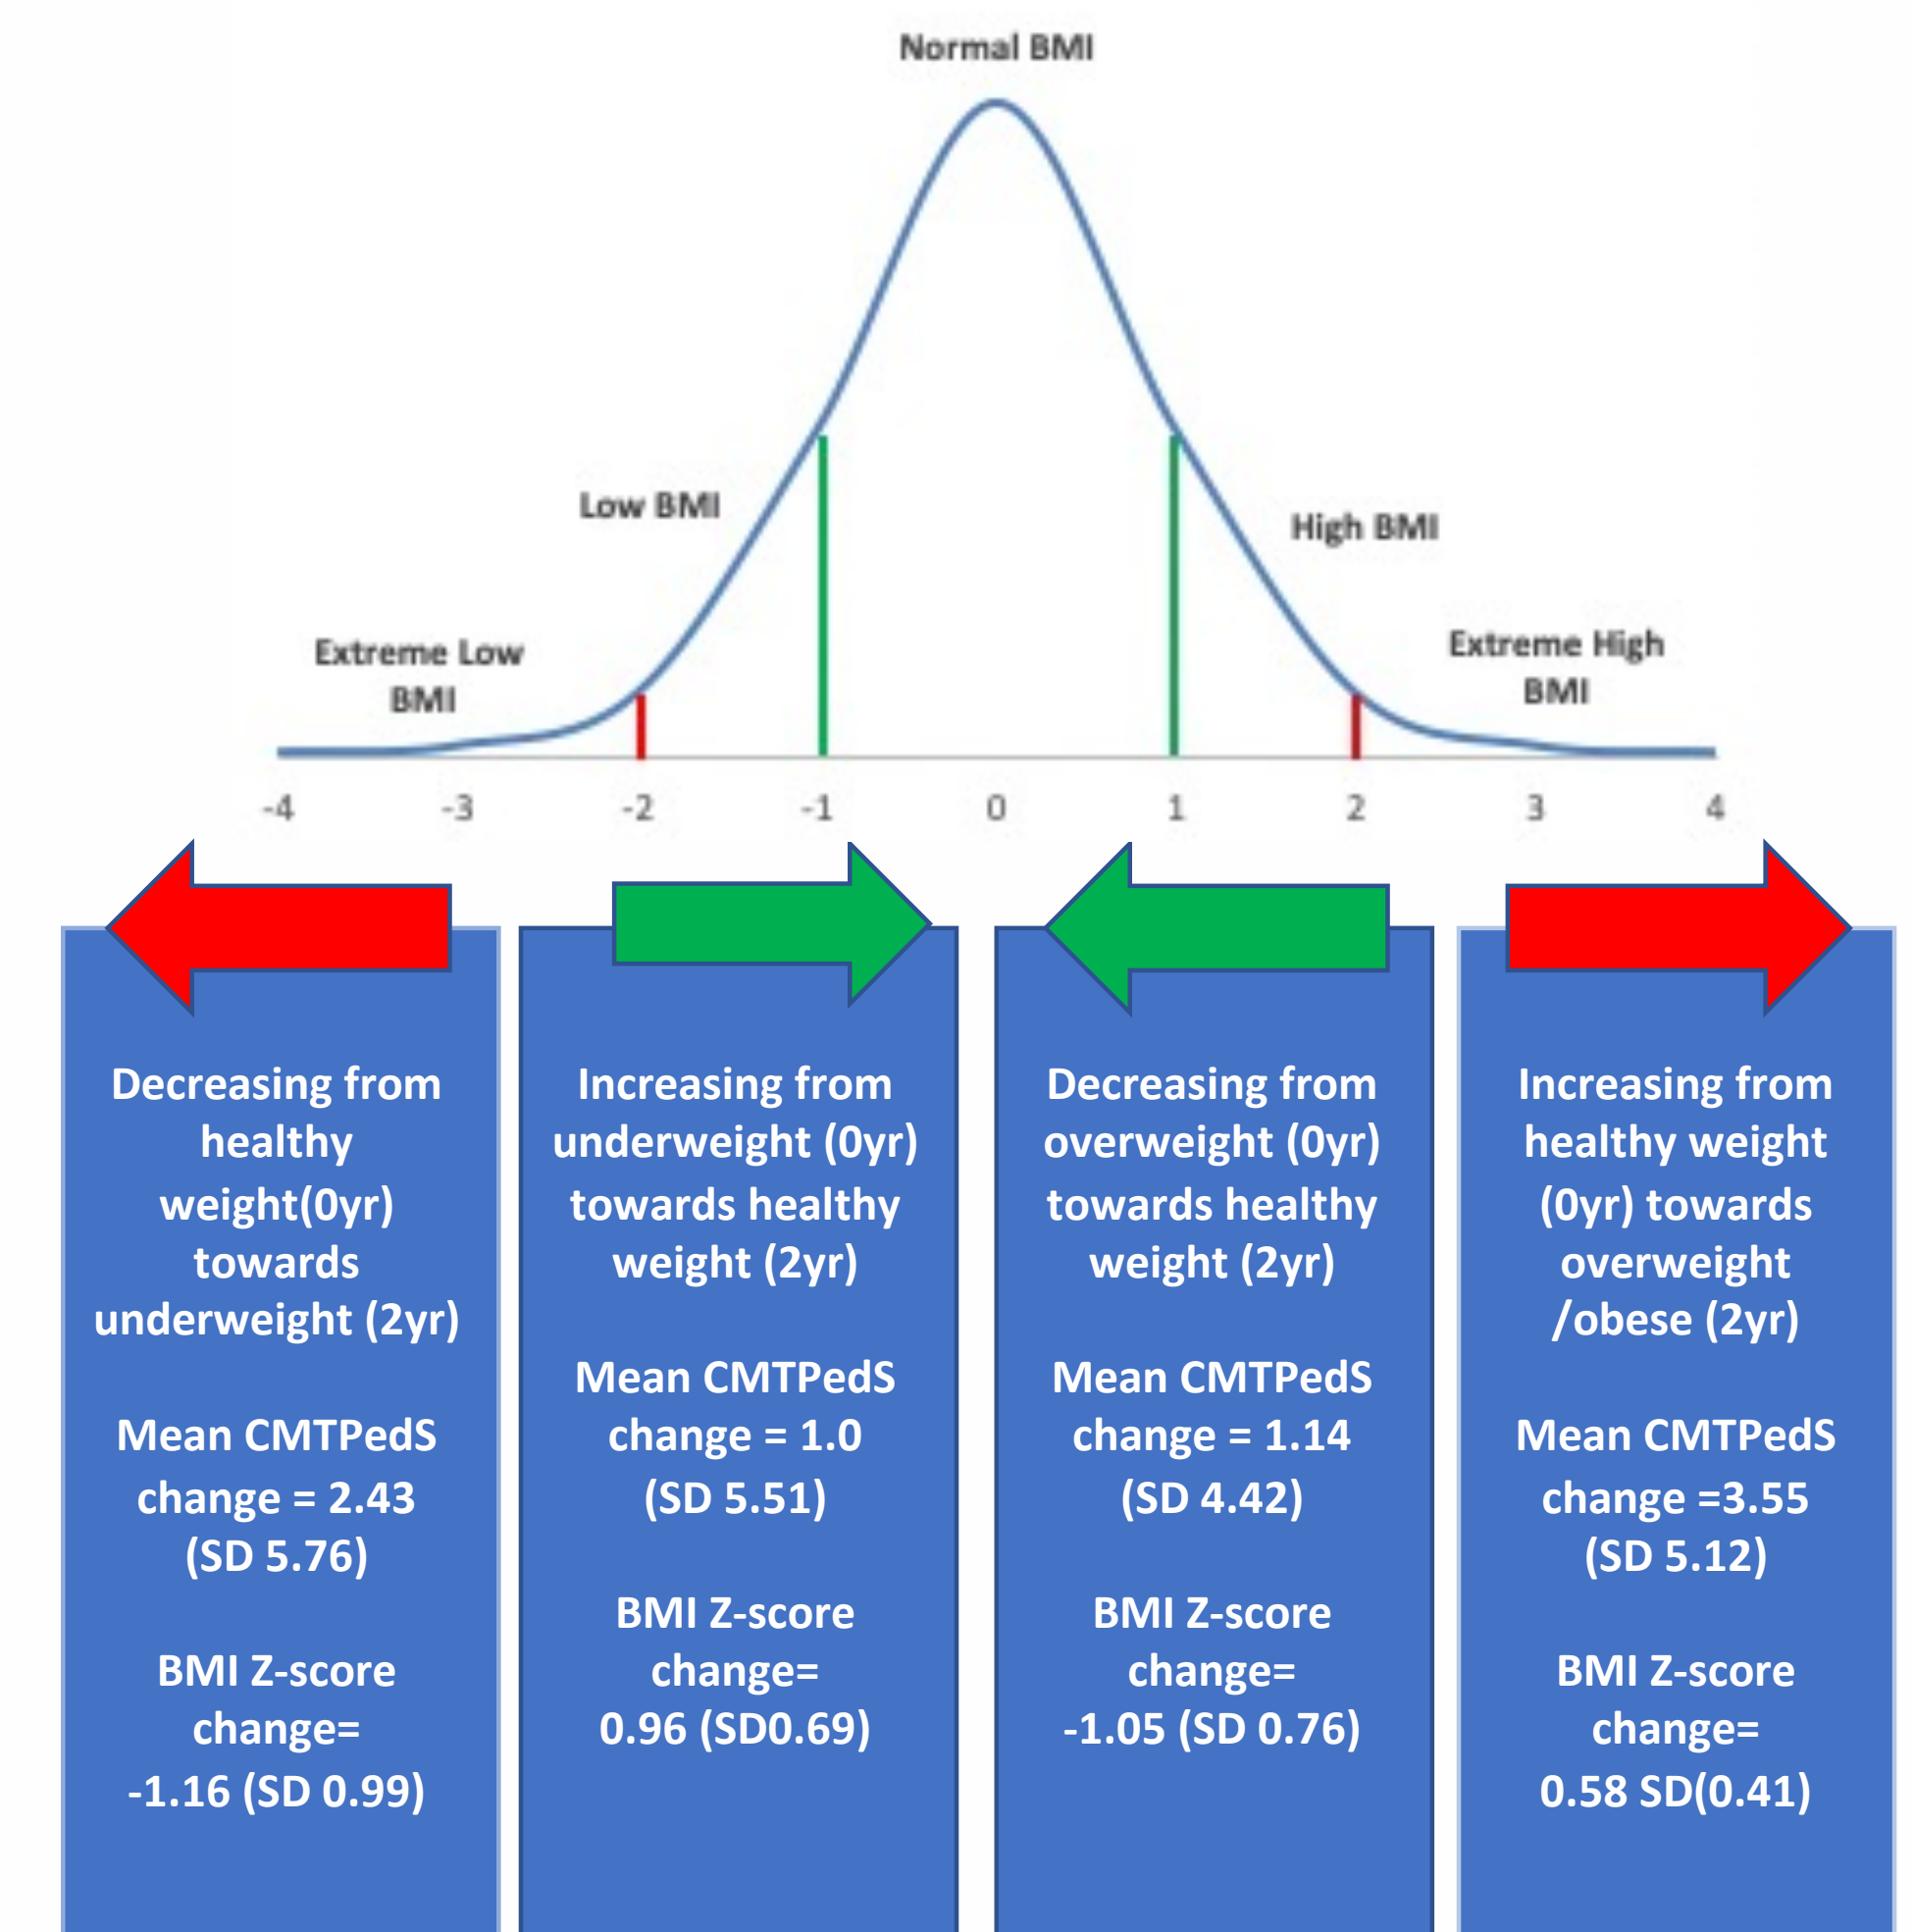 Normal BMI
Low BMI
High BMI
Extreme Low
BMI
Extreme High
BMI
-4 -3 -2 -1 0 1 2 3 4
Decreasing from
healthy
weight(0yr)
towards
underweight (2yr)
Mean CMTPedS
change = 2.43
(SD 5.76)
BMI Z-score
change=
-1.16 (SD 0.99)
Increasing from
underweight (0yr)
towards healthy
weight (2yr)
Mean CMTPedS
change = 1.0
(SD 5.51)
BMI Z-score
change=
0.96 (SD0.69)
Decreasing from
overweight (0yr)
towards healthy
weight (2yr)
Mean CMTPedS
change = 1.14
(SD 4.42)
BMI Z-score
change=
-1.05 (SD 0.76)
Increasing from
healthy weight
(0yr) towards
overweight
/obese (2yr)
Mean CMTPedS
change =3.55
(SD 5.12)
BMI Z-score
change=
0.58 SD(0.41)